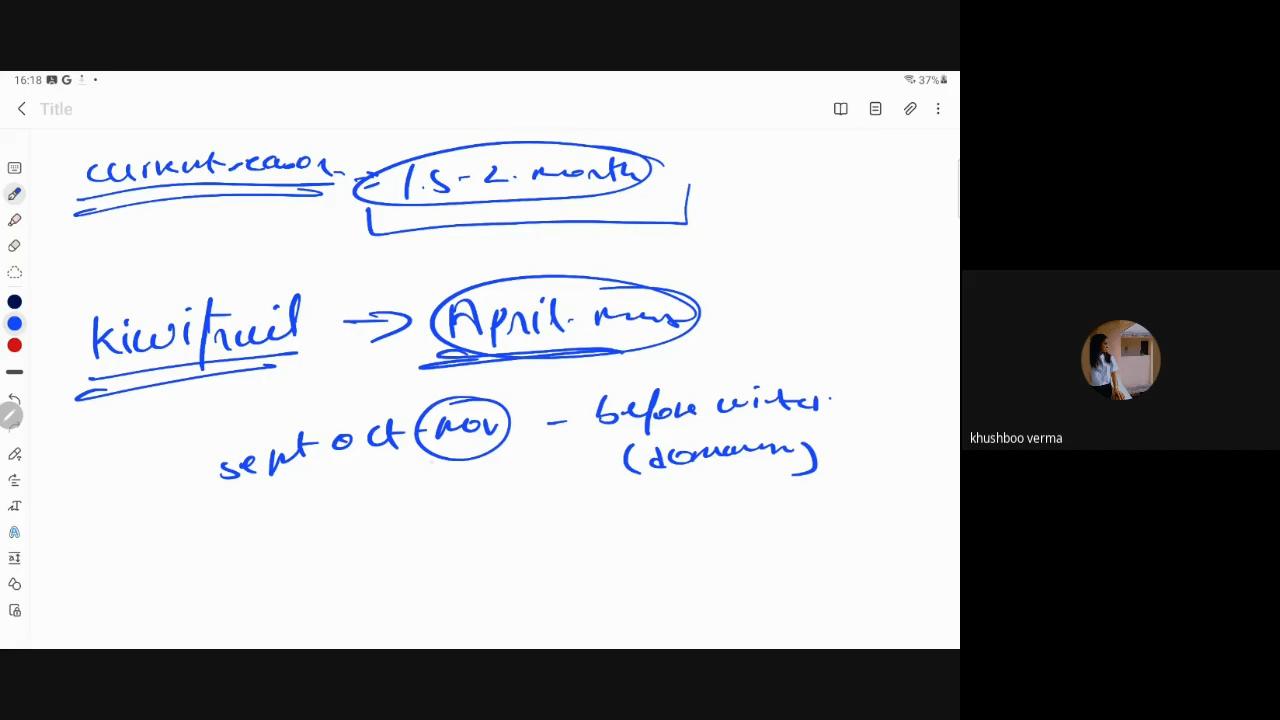 16:18
37%
Title
current season = 1.5-2. month
kiwifruit → April.
sept oct -nov - before winter.
khushboo verma